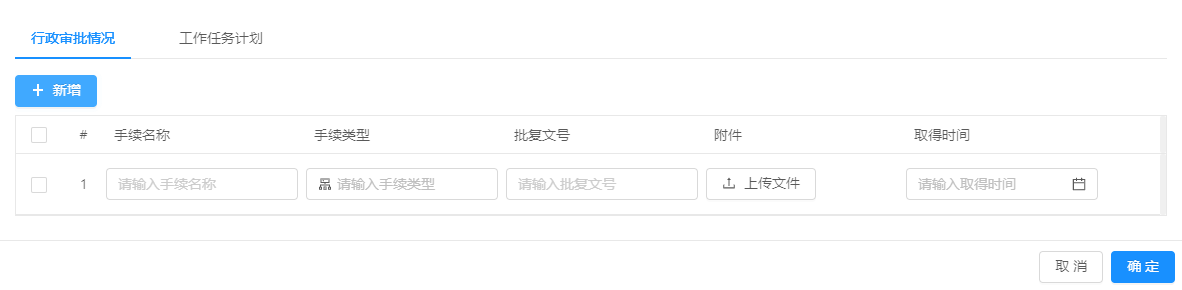 行政审批情况 工作任务计划
+ 新增
# 手续名称 手续类型 批复文号 附件 取得时间
1 请输入手续名称 请输入手续类型 请输入批复文号 上传文件 请输入取得时间
取消 确定